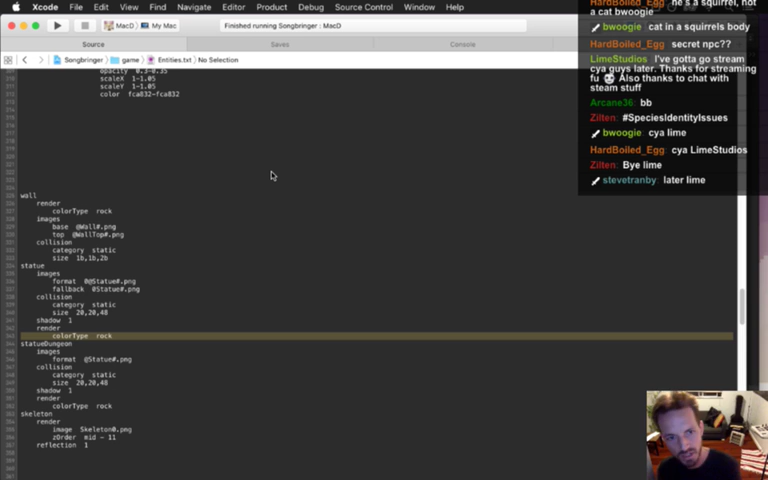 Xcode File Edit View Find Navigate Editor Product Debug Source Control Window Help
MacD My Mac
Finished running Songbringer : MacD
Source Saves Console
Songbringer game Entities.txt No Selection
opacity 0.3-0.35
scaleX 1-1.05
scaleY 1-1.05
color fca832-fca832
wall
render
colorType rock
images
base @Wall#.png
top @WallTop#.png
collision
category static
size 1b,1b,2b
statue
images
format 0@Statue#.png
fallback 0Statue#.png
collision
category static
size 20,20,48
shadow 1
render
colorType rock
statueDungeon
images
format @Statue#.png
collision
category static
size 20,20,48
shadow 1
render
colorType rock
skeleton
render
image Skeleton0.png
zOrder mid - 11
reflection 1
HardBoiled_Egg: he's a squirrel, not
a cat bwoogie
bwoogie cat in a squirrels body
HardBoiled_Egg: secret npc??
LimeStudios: I've gotta go stream
cya guys later. Thanks for streaming
fu Also thanks to chat with
steam stuff
Arcane36: bb
Zilten: #SpeciesIdentityIssues
bwoogie cya lime
HardBoiled_Egg: cya LimeStudios
Zilten: Bye lime
stevetranby: later lime